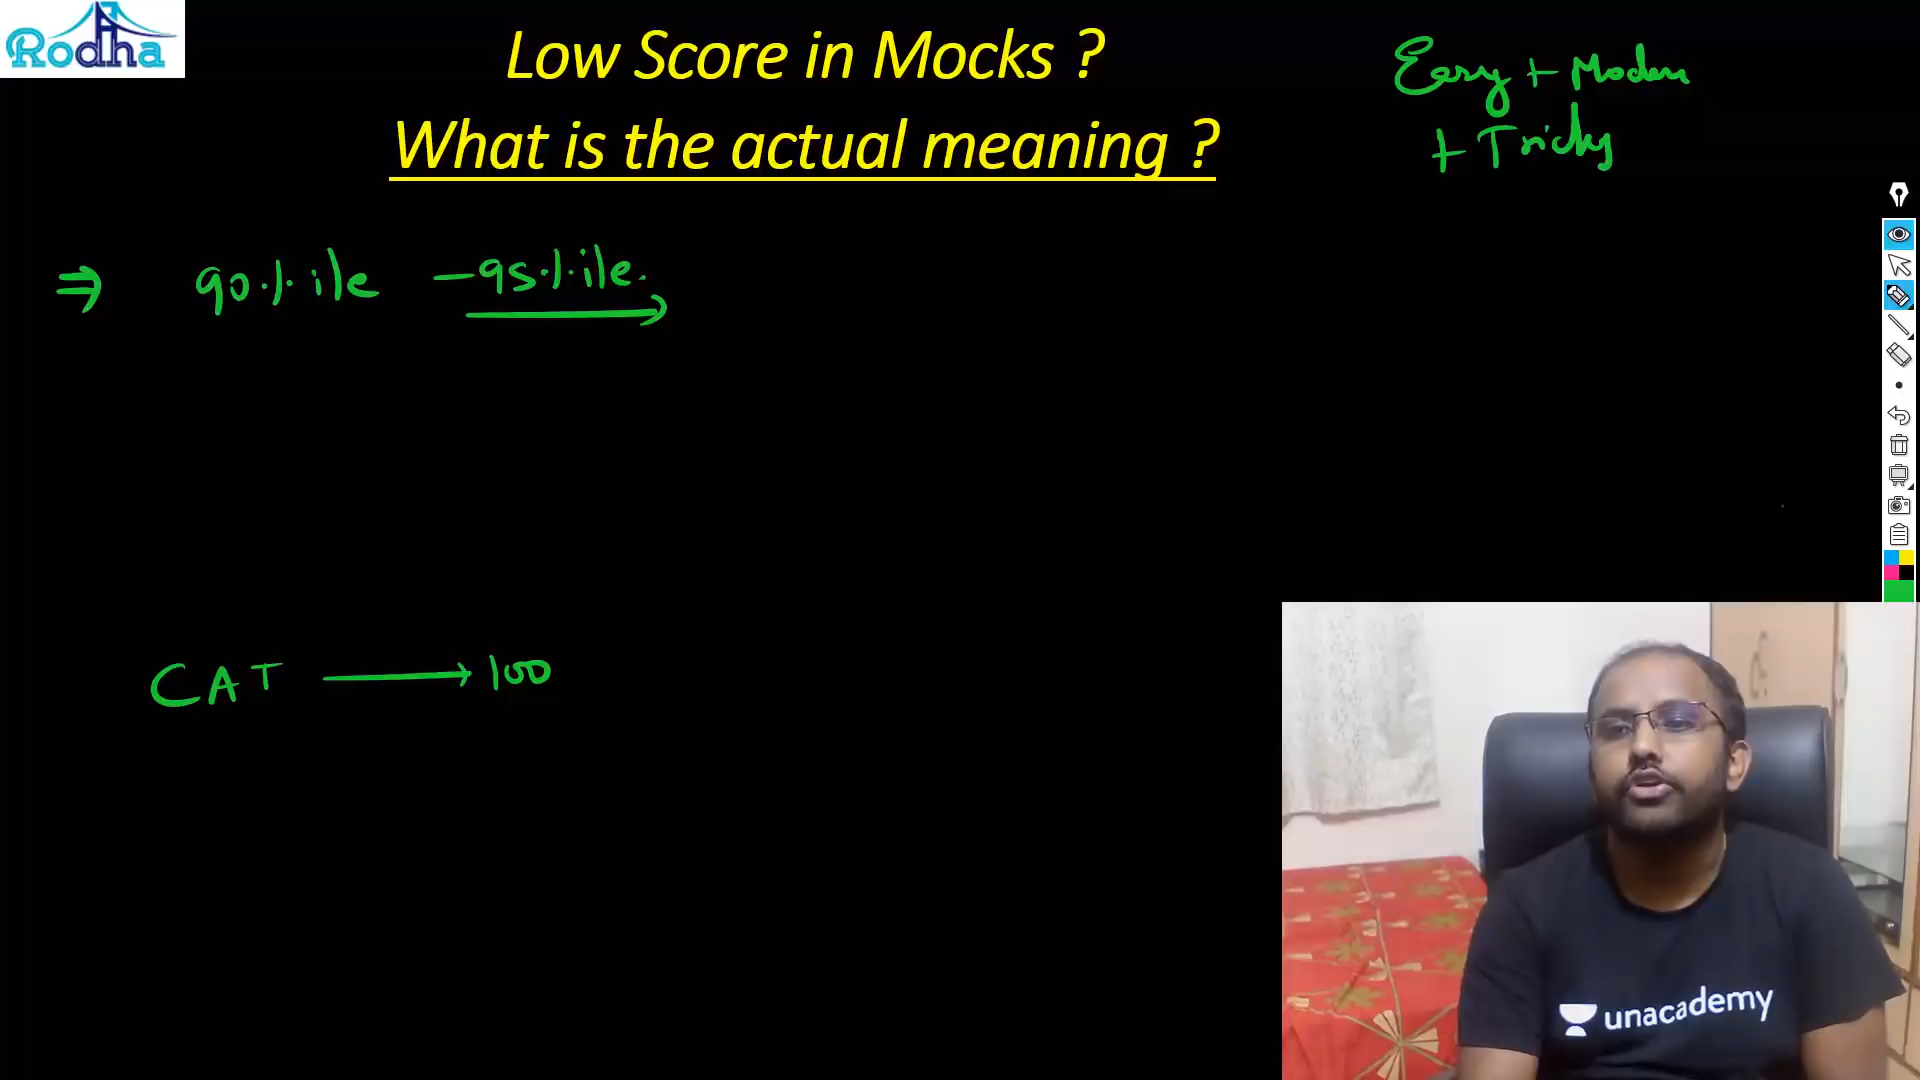 Rodha
Low Score in Mocks ?
What is the actual meaning ?
Easy + Modern
+ Tricky
⇒ 90%ile - 95%ile.
CAT → 100
unacademy